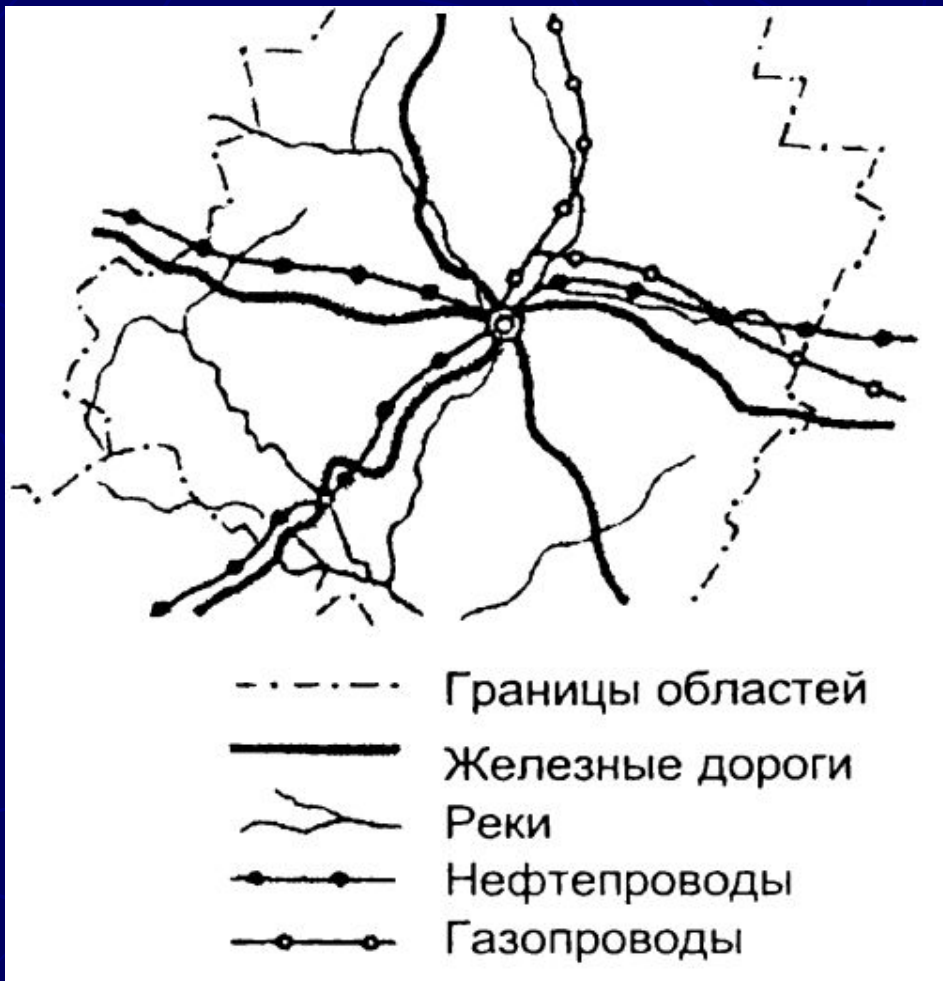 Границы областей
Железные дороги
Реки
Нефтепроводы
Газопроводы